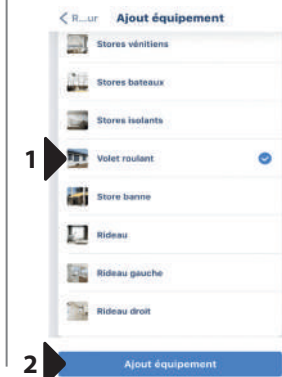 R...ur Ajout équipement
Stores vénitiens
Stores bateaux
Stores isolants
1 Volet roulant
Store banne
Rideau
Rideau gauche
Rideau droit
2 Ajout équipement